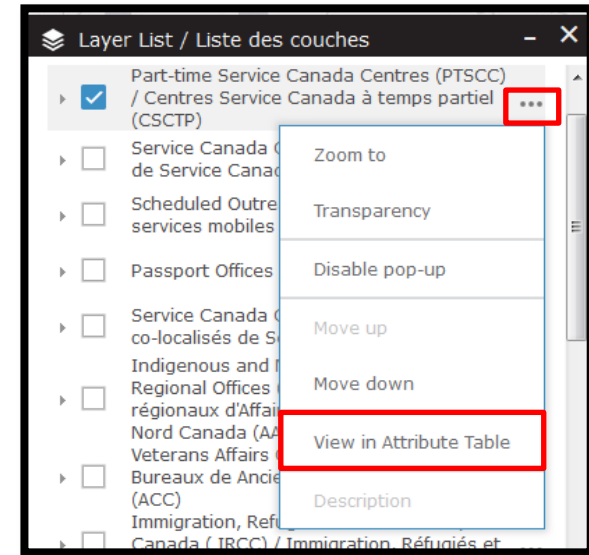 Layer List / Liste des couches
Part-time Service Canada Centres (PTSCC)
/ Centres Service Canada à temps partiel
(CSCTP)
Service Canada
de Service Canad
Scheduled Outre
services mobiles
Passport Offices
Service Canada
co-localisés de S
Indigenous and
Regional Offices
régionaux d'Affai
Nord Canada (AA
Veterans Affairs
Bureaux de Ancie
(ACC)
Immigration, Refu
Canada ( IRCC) / Immigration, Réfugiés et
Zoom to
Transparency
Disable pop-up
Move up
Move down
View in Attribute Table
Description